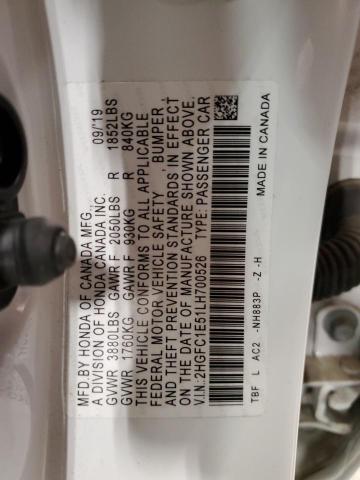 MFD.BY HONDA OF CANADA MFG.
A DIVISION OF HONDA CANADA INC. 09/'19
GVWR 3880LBS GAWR F 2050LBS R 1852LBS
GVWR 1760KG GAWR F 930KG R 840KG
THIS VEHICLE CONFORMS TO ALL APPLICABLE
FEDERAL MOTOR VEHICLE SAFETY, BUMPER,
AND THEFT PREVENTION STANDARDS IN EFFECT
ON THE DATE OF MANUFACTURE SHOWN ABOVE.
V.I.N: 2HGFC1E51LH700526 TYPE: PASSENGER CAR
TBF L AC2 -NH883P -Z -H MADE IN CANADA